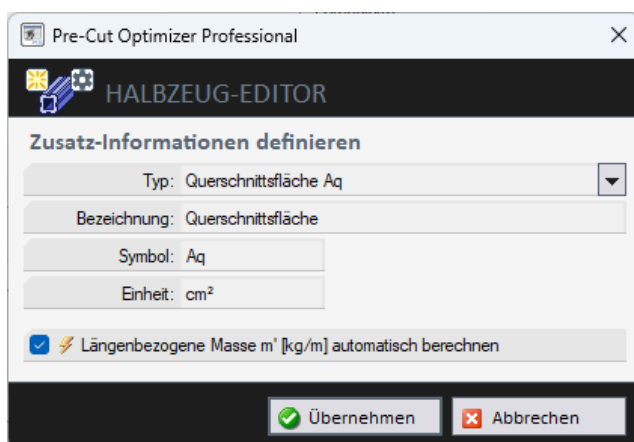 Pre-Cut Optimizer Professional
HALBZEUG-EDITOR
Zusatz-Informationen definieren
Typ: Querschnittsfläche Aq
Bezeichnung: Querschnittsfläche
Symbol: Aq
Einheit: cm²
Längenbezogene Masse m' [kg/m] automatisch berechnen
Übernehmen Abbrechen